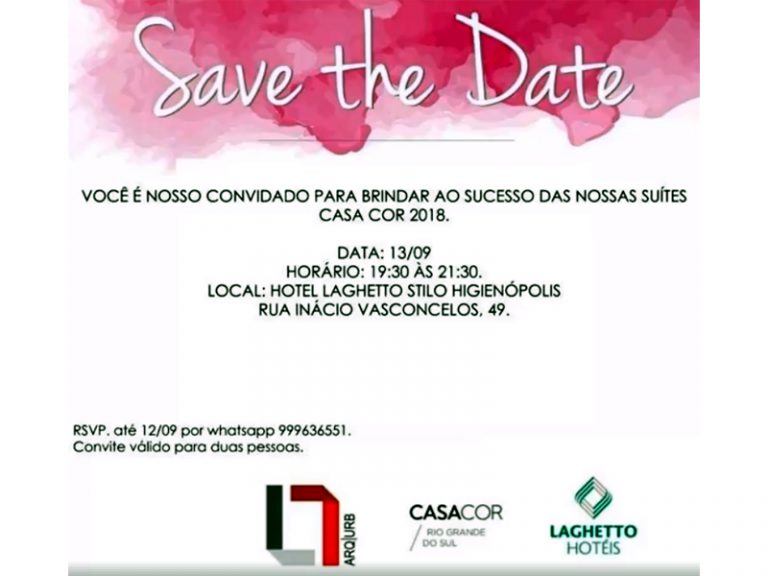 Save the Date
VOCÊ É NOSSO CONVIDADO PARA BRINDAR AO SUCESSO DAS NOSSAS SUÍTES
CASA COR 2018.
DATA: 13/09
HORÁRIO: 19:30 ÀS 21:30.
LOCAL: HOTEL LAGHETTO STILO HIGIENÓPOLIS
RUA INÁCIO VASCONCELOS, 49.
RSVP. até 12/09 por whatsapp 999636551.
Convite válido para duas pessoas.
ARQ|URB
CASACOR
RIO GRANDE
DO SUL
LAGHETTO
HOTÉIS